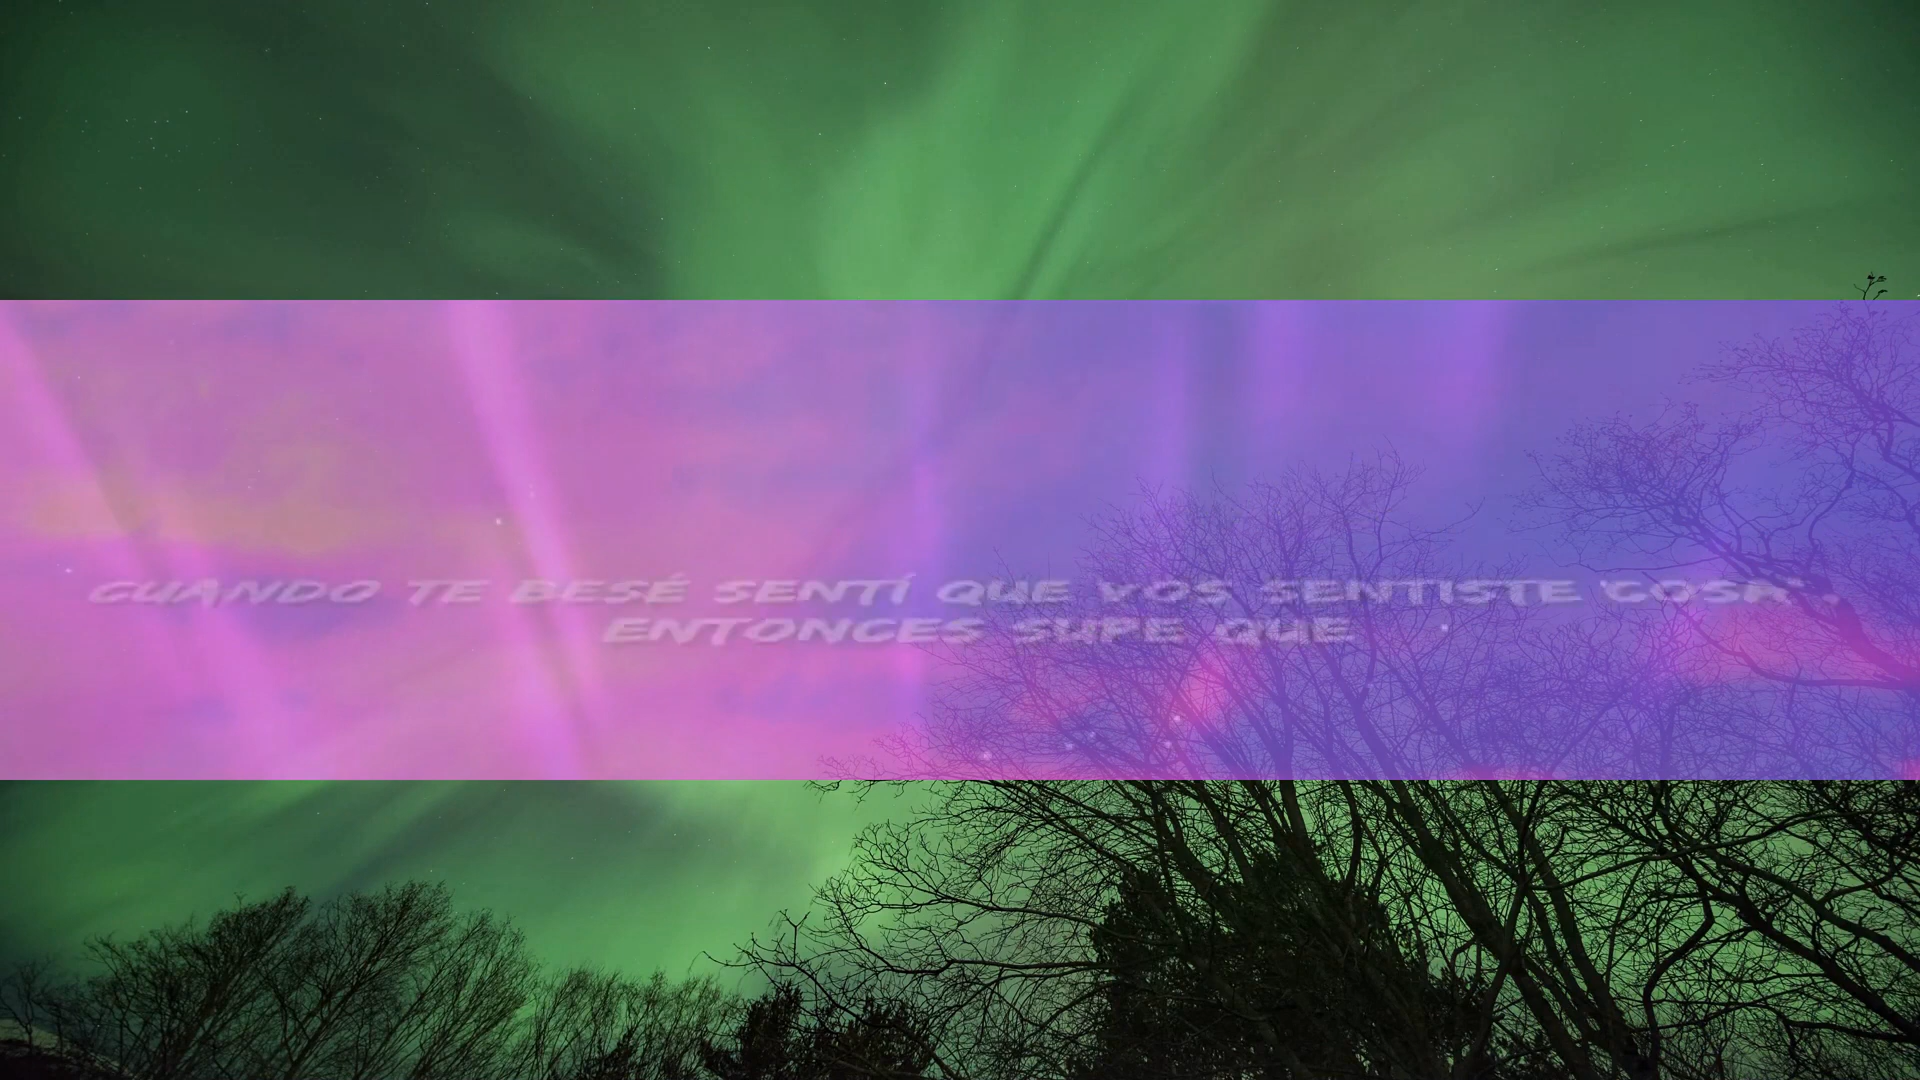 CUANDO TE BESÉ SENTÍ QUE VOS SENTISTE "COSA",
ENTONCES SUPE QUE